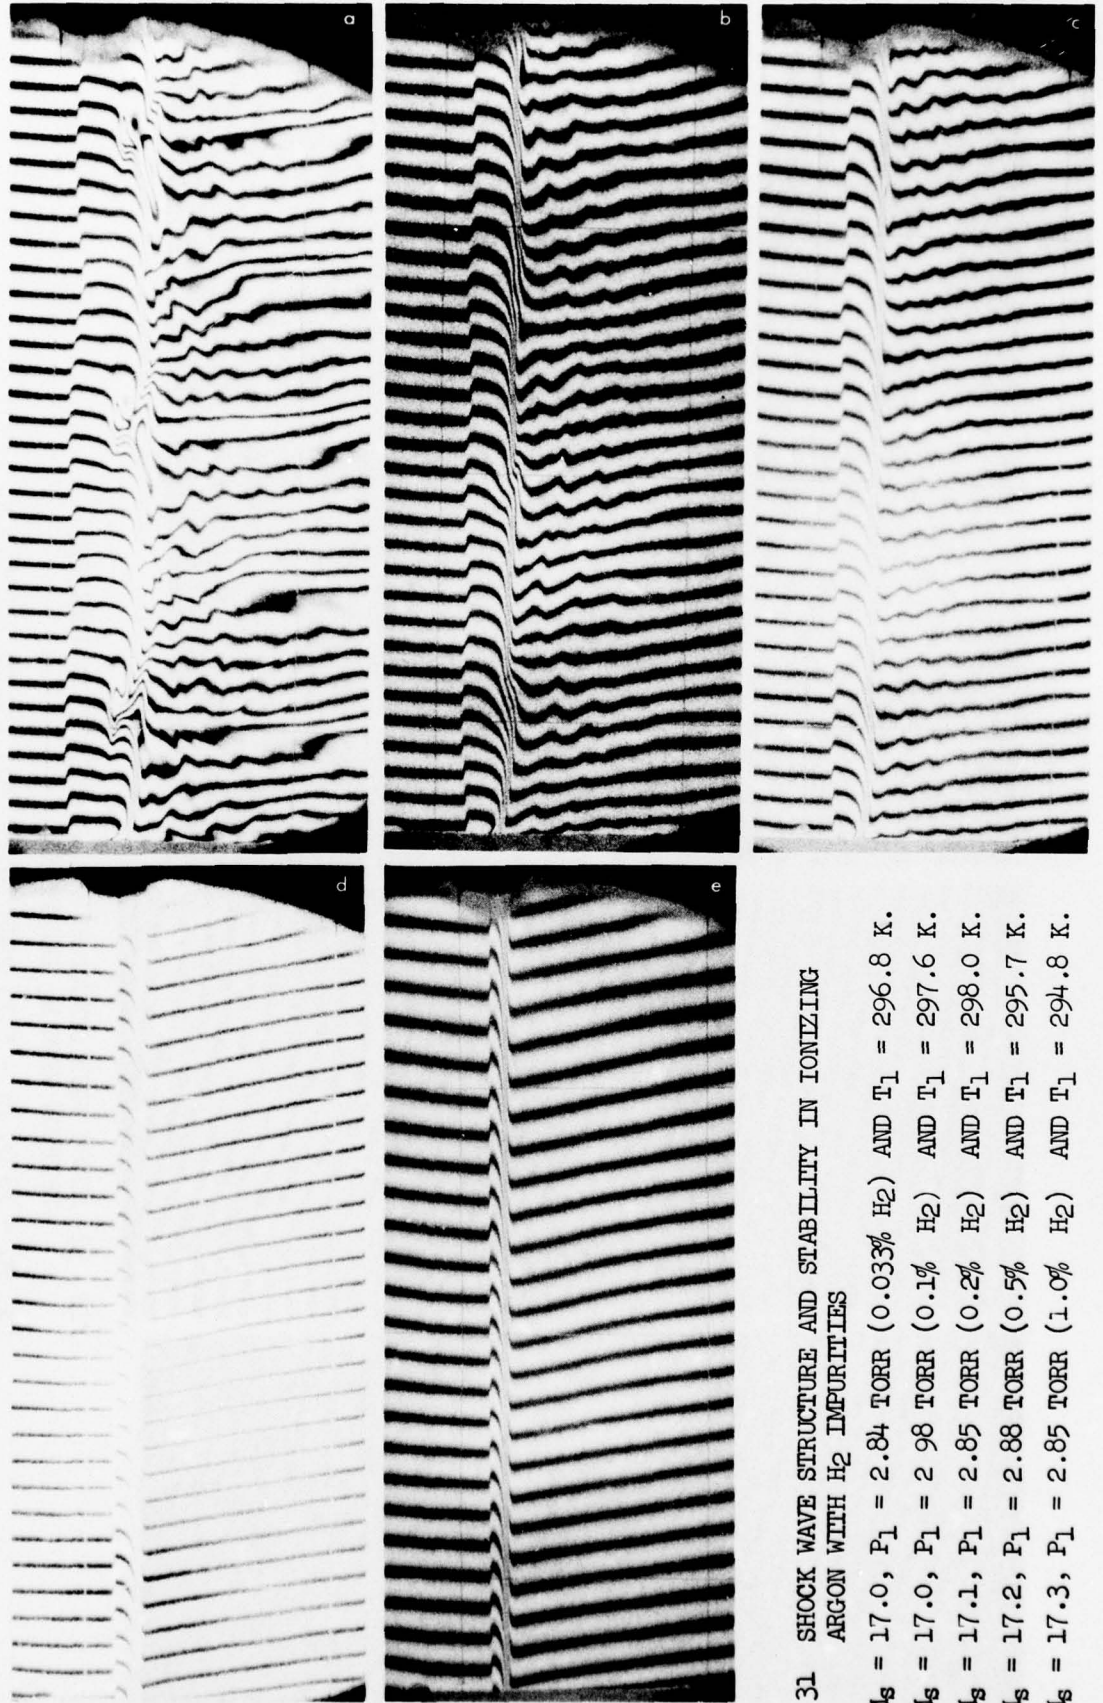 a
b
c
d
e
31 SHOCK WAVE STRUCTURE AND STABILITY IN IONIZING
ARGON WITH H2 IMPURITIES
s = 17.0, P1 = 2.84 TORR (0.033% H2) AND T1 = 296.8 K.
s = 17.0, P1 = 2 98 TORR (0.1% H2) AND T1 = 297.6 K.
s = 17.1, P1 = 2.85 TORR (0.2% H2) AND T1 = 298.0 K.
s = 17.2, P1 = 2.88 TORR (0.5% H2) AND T1 = 295.7 K.
s = 17.3, P1 = 2.85 TORR (1.0% H2) AND T1 = 294.8 K.